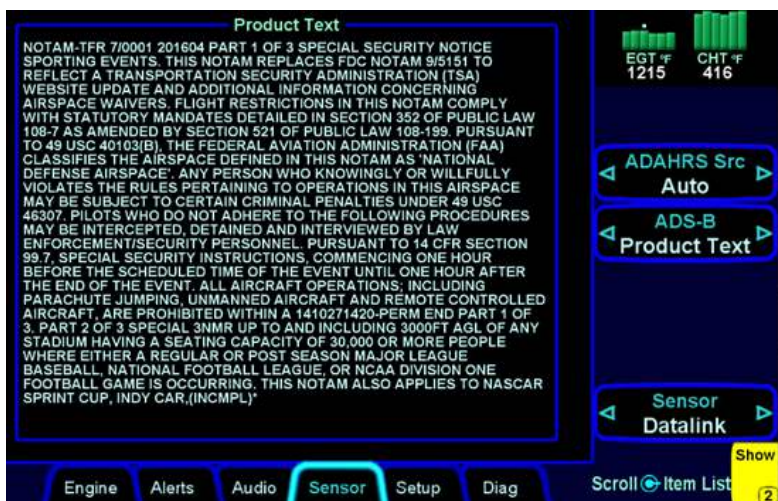 Product Text
NOTAM-TFR 7/0001 201604 PART 1 OF 3 SPECIAL SECURITY NOTICE
SPORTING EVENTS. THIS NOTAM REPLACES FDC NOTAM 9/5151 TO
REFLECT A TRANSPORTATION SECURITY ADMINISTRATION (TSA)
WEBSITE UPDATE AND ADDITIONAL INFORMATION CONCERNING
AIRSPACE WAIVERS. FLIGHT RESTRICTIONS IN THIS NOTAM COMPLY
WITH STATUTORY MANDATES DETAILED IN SECTION 352 OF PUBLIC LAW
108-7 AS AMENDED BY SECTION 521 OF PUBLIC LAW 108-199. PURSUANT
TO 49 USC 40103(B), THE FEDERAL AVIATION ADMINISTRATION (FAA)
CLASSIFIES THE AIRSPACE DEFINED IN THIS NOTAM AS 'NATIONAL
DEFENSE AIRSPACE'. ANY PERSON WHO KNOWINGLY OR WILLFULLY
VIOLATES THE RULES PERTAINING TO OPERATIONS IN THIS AIRSPACE
MAY BE SUBJECT TO CERTAIN CRIMINAL PENALTIES UNDER 49 USC
46307. PILOTS WHO DO NOT ADHERE TO THE FOLLOWING PROCEDURES
MAY BE INTERCEPTED, DETAINED AND INTERVIEWED BY LAW
ENFORCEMENT/SECURITY PERSONNEL. PURSUANT TO 14 CFR SECTION
99.7, SPECIAL SECURITY INSTRUCTIONS, COMMENCING ONE HOUR
BEFORE THE SCHEDULED TIME OF THE EVENT UNTIL ONE HOUR AFTER
THE END OF THE EVENT. ALL AIRCRAFT OPERATIONS; INCLUDING
PARACHUTE JUMPING, UNMANNED AIRCRAFT AND REMOTE CONTROLLED
AIRCRAFT, ARE PROHIBITED WITHIN A 1410271420-PERM END PART 1 OF
3. PART 2 OF 3 SPECIAL 3NMR UP TO AND INCLUDING 3000FT AGL OF ANY
STADIUM HAVING A SEATING CAPACITY OF 30,000 OR MORE PEOPLE
WHERE EITHER A REGULAR OR POST SEASON MAJOR LEAGUE
BASEBALL, NATIONAL FOOTBALL LEAGUE, OR NCAA DIVISION ONE
FOOTBALL GAME IS OCCURRING. THIS NOTAM ALSO APPLIES TO NASCAR
SPRINT CUP, INDY CAR,(INCMPL)*
EGT °F CHT °F
1215 416
ADAHRS Src
Auto
ADS-B
Product Text
Sensor
Datalink
Show
2
Engine Alerts Audio Sensor Setup Diag Scroll Item List